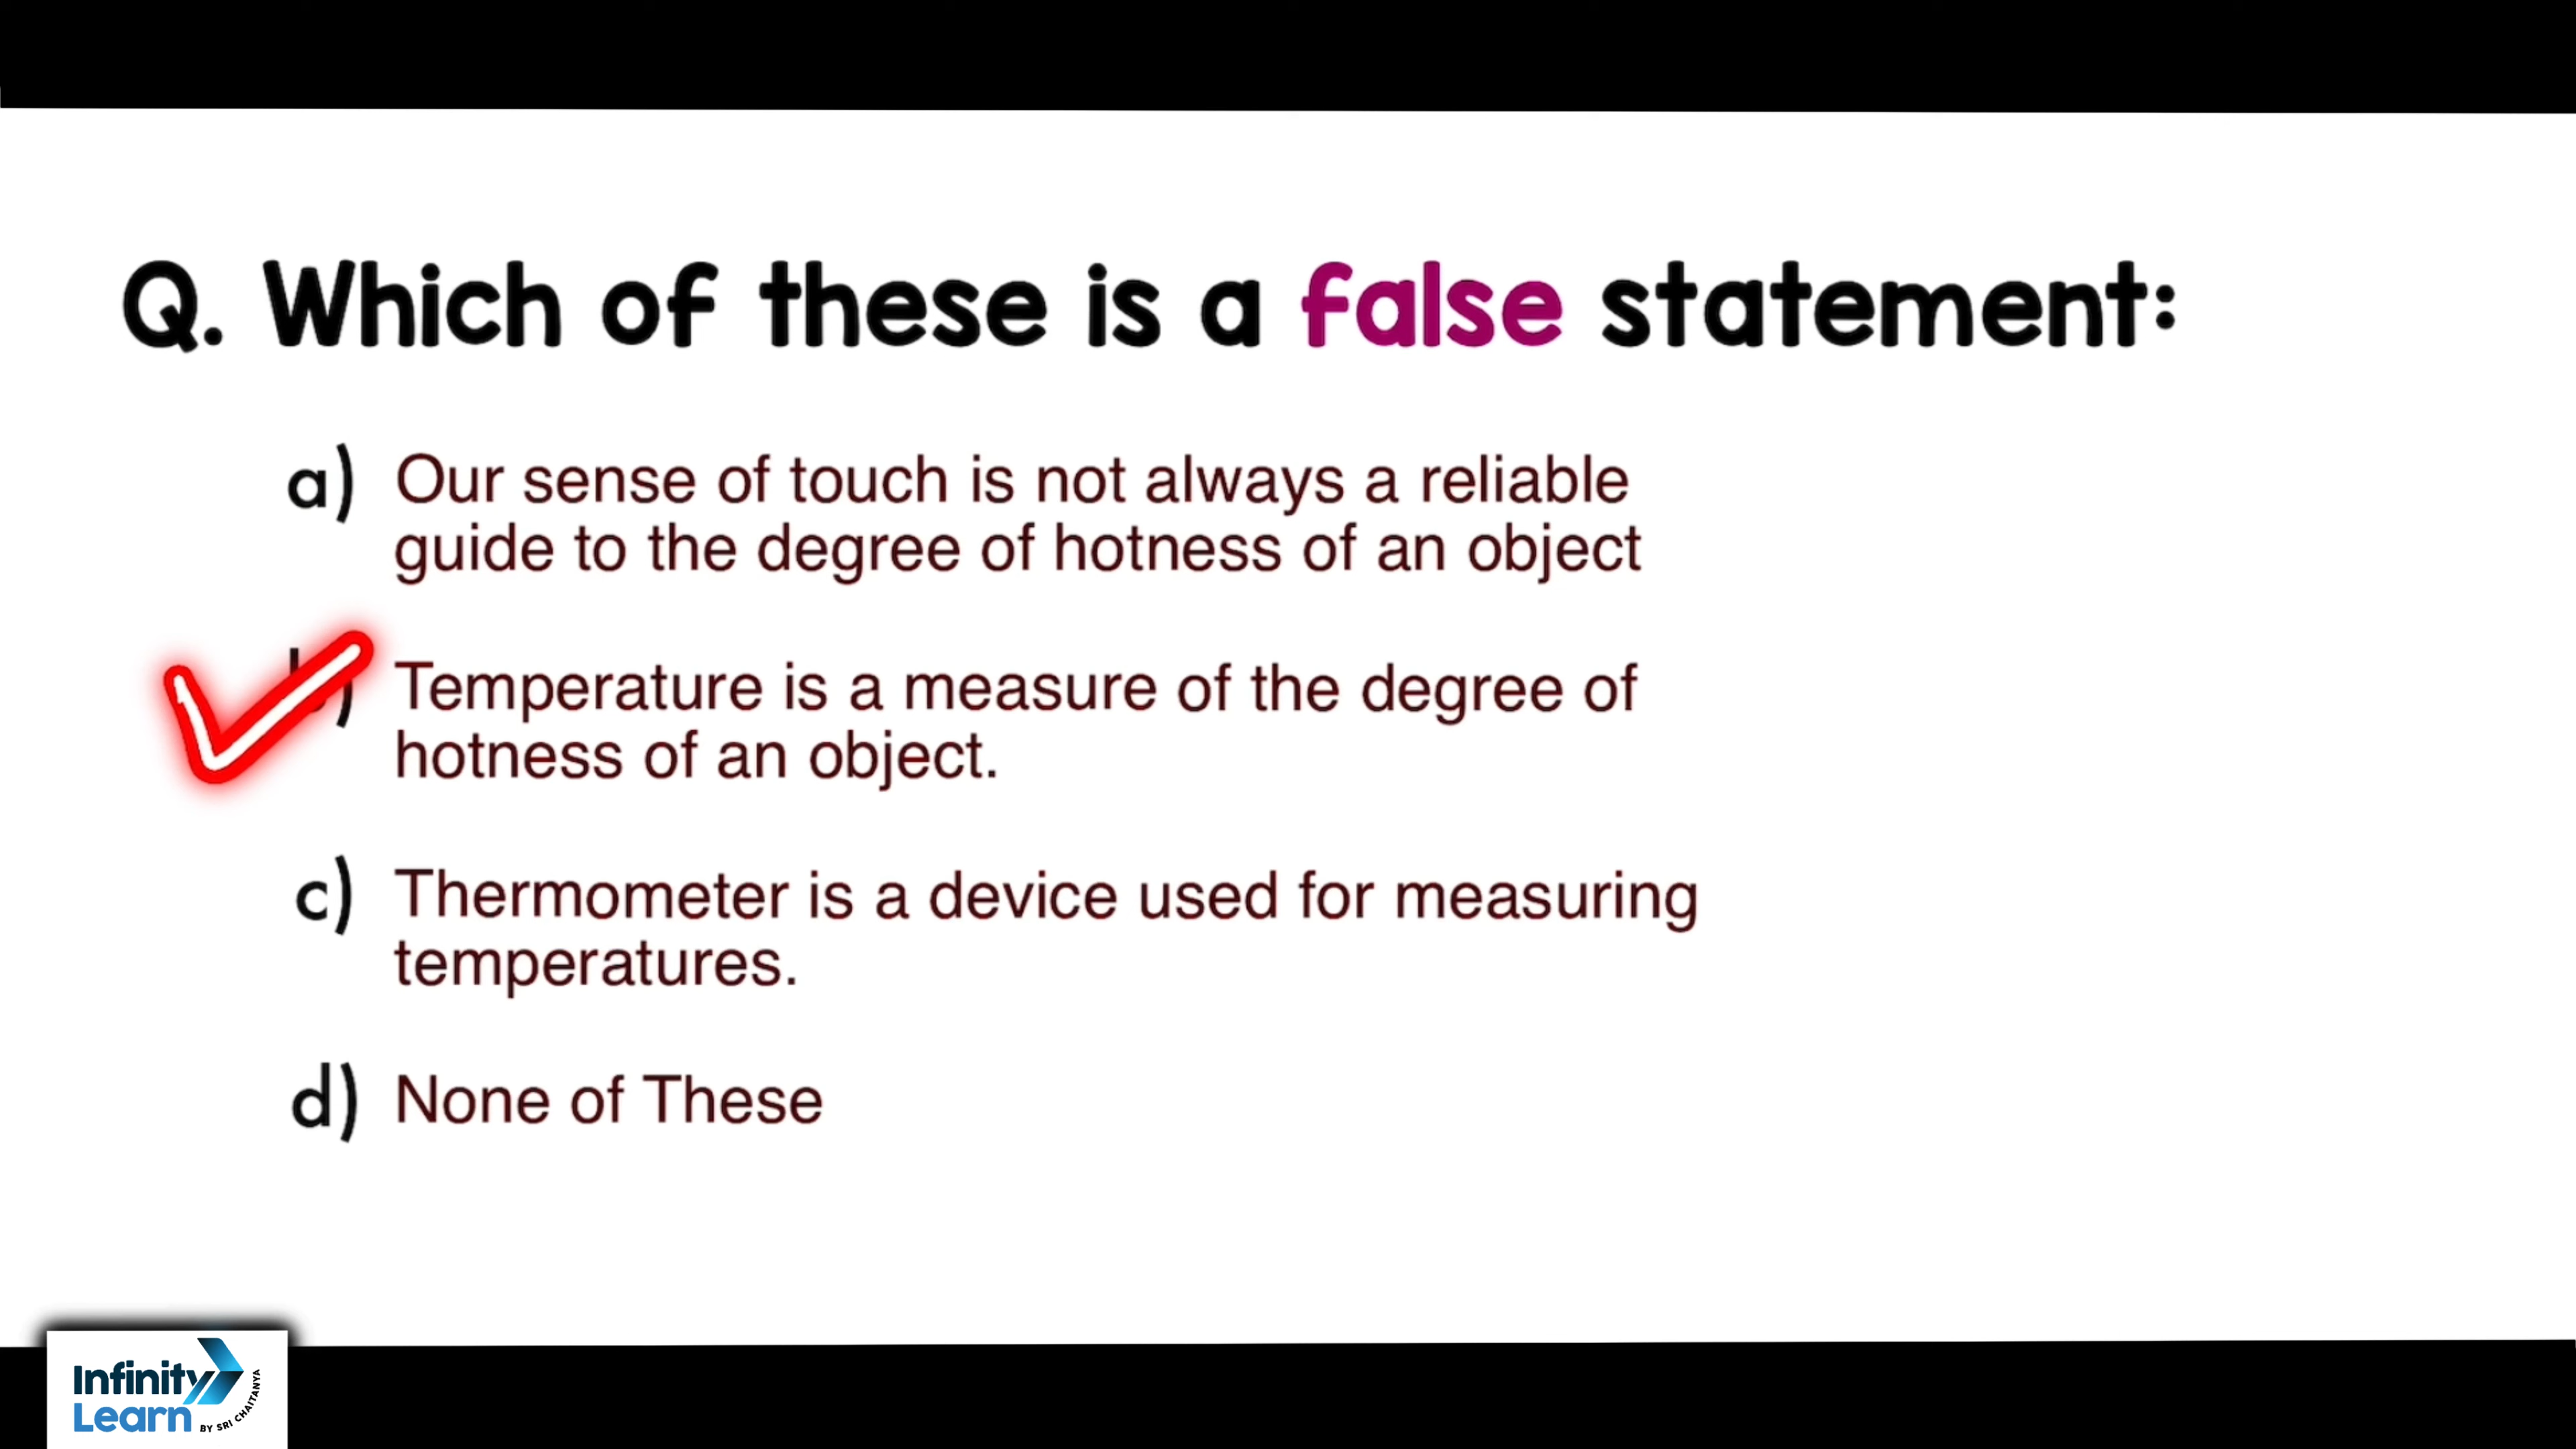 Q. Which of these is a false statement:
a) Our sense of touch is not always a reliable
guide to the degree of hotness of an object
b) Temperature is a measure of the degree of
hotness of an object.
c) Thermometer is a device used for measuring
temperatures.
d) None of These
Infinity
Learn
BY SRI CHAITANYA